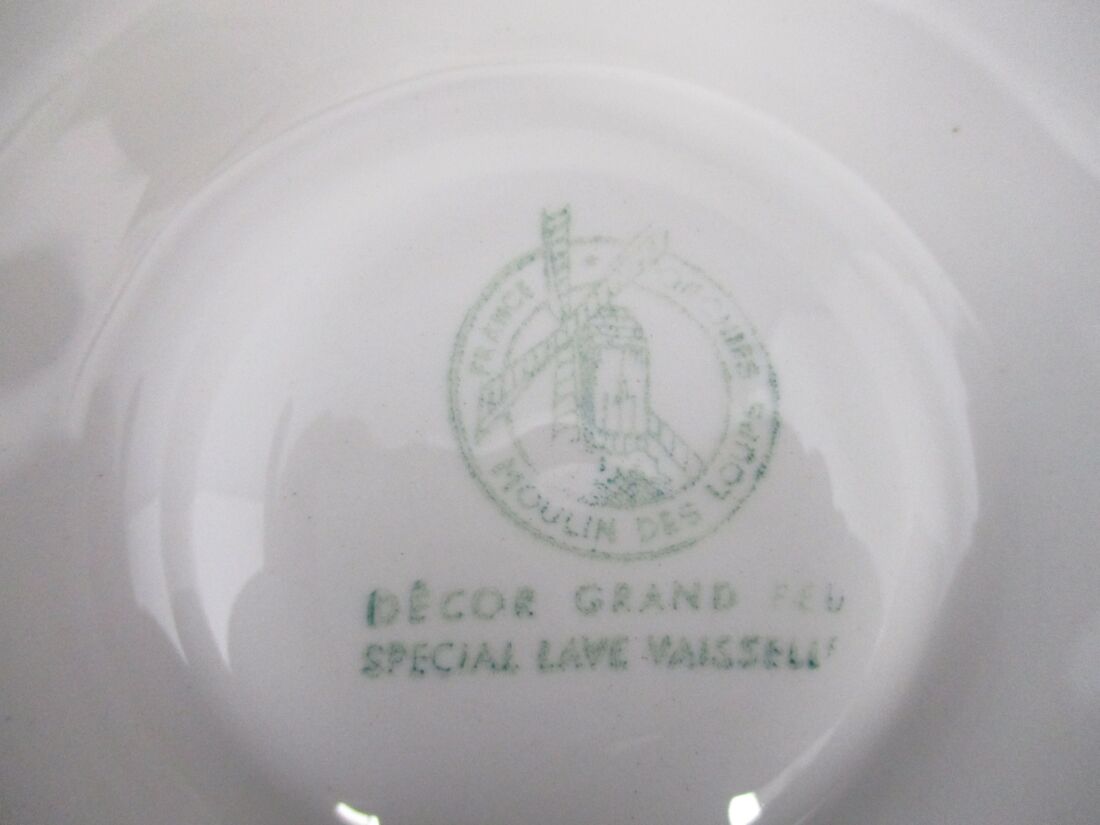 FRANCE
MOULIN DES LOUPS
DÉCOR GRAND FEU
SPECIAL LAVE VAISSELLE